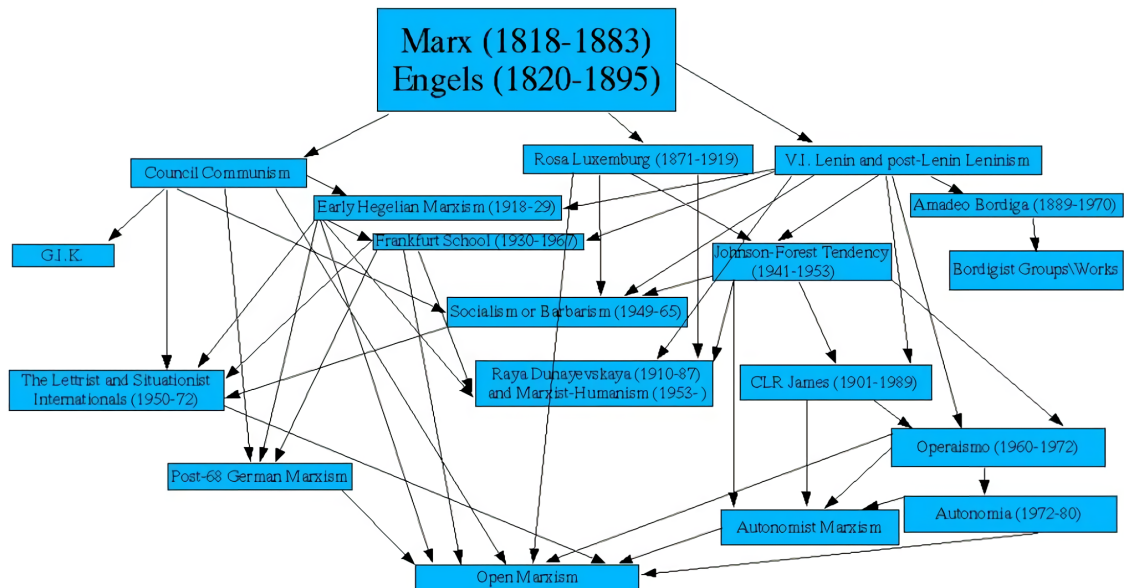 Marx (1818-1883)
Engels (1820-1895)
Council Communism
Rosa Luxemburg (1871-1919)
V.I. Lenin and post-Lenin Leninism
Early Hegelian Marxism (1918-29)
Amadeo Bordiga (1889-1970)
G.I.K.
Frankfurt School (1930-1967)
Johnson-Forest Tendency
(1941-1953)
Bordigist Groups\Works
Socialism or Barbarism (1949-65)
The Lettrist and Situationist
Internationals (1950-72)
Raya Dunayevskaya (1910-87)
and Marxist-Humanism (1953- )
CLR James (1901-1989)
Operaismo (1960-1972)
Post-68 German Marxism
Autonomist Marxism
Autonomia (1972-80)
Open Marxism